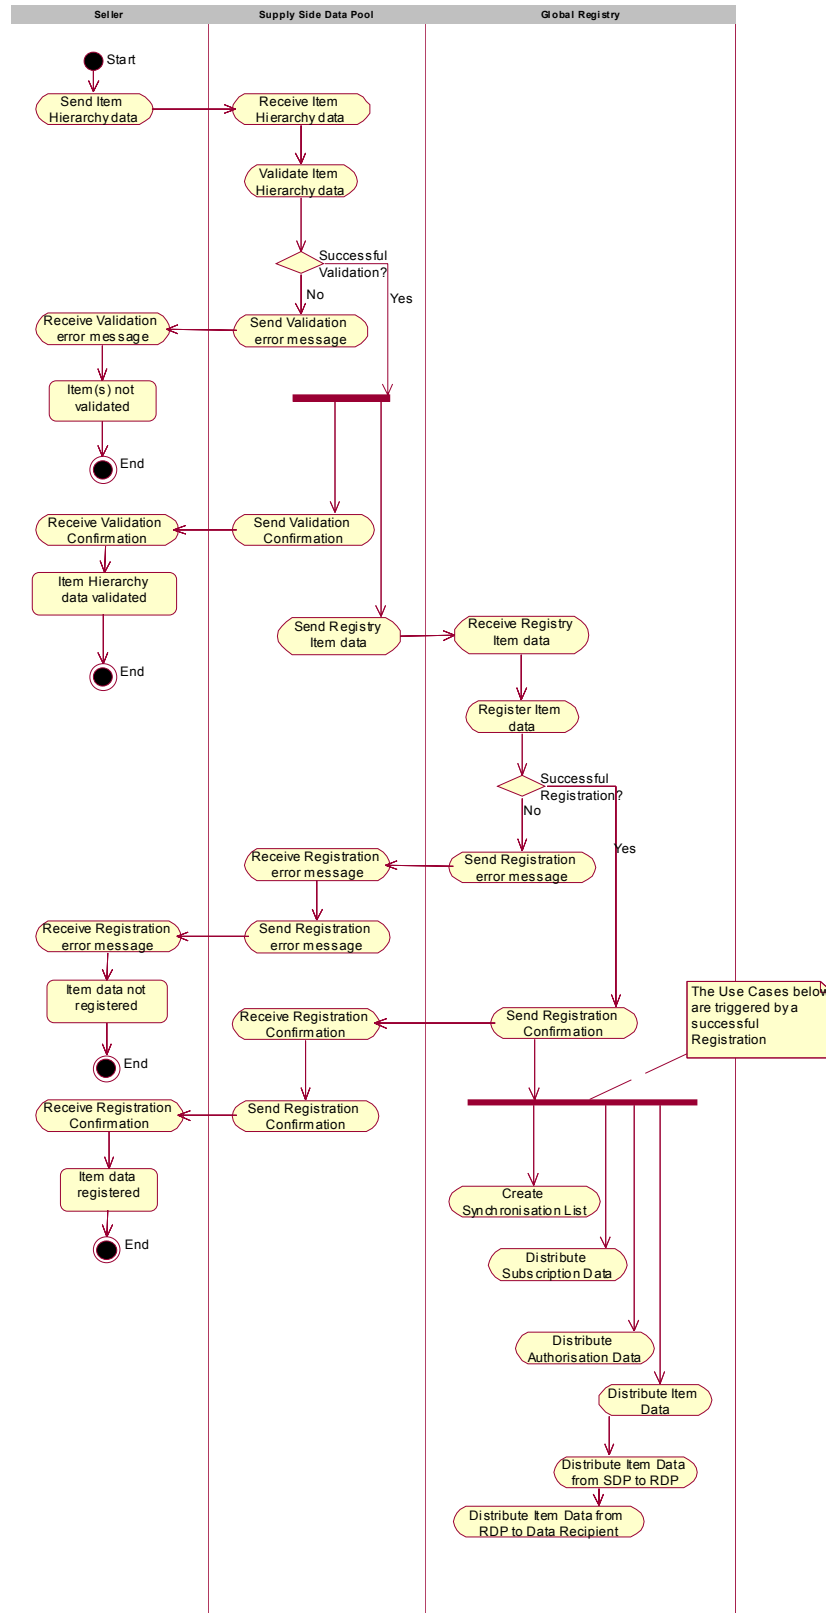 Seller
Supply Side Data Pool
Global Registry
Start
Send Item
Hierarchy data
Receive Item
Hierarchy data
Validate Item
Hierarchy data
Successful
Validation?
No
Yes
Receive Validation
error message
Send Validation
error message
Item(s) not
validated
End
Receive Validation
Confirmation
Send Validation
Confirmation
Item Hierarchy
data validated
Send Registry
Item data
Receive Registry
Item data
End
Register Item
data
Successful
Registration?
No
Yes
Receive Registration
error message
Send Registration
error message
Receive Registration
error message
Send Registration
error message
Item data not
registered
The Use Cases below
are triggered by a
successful
Registration
Receive Registration
Confirmation
Send Registration
Confirmation
End
Receive Registration
Confirmation
Send Registration
Confirmation
Item data
registered
Create
Synchronisation List
End
Distribute
Subscription Data
Distribute
Authorisation Data
Distribute Item
Data
Distribute Item Data
from SDP to RDP
Distribute Item Data from
RDP to Data Recipient